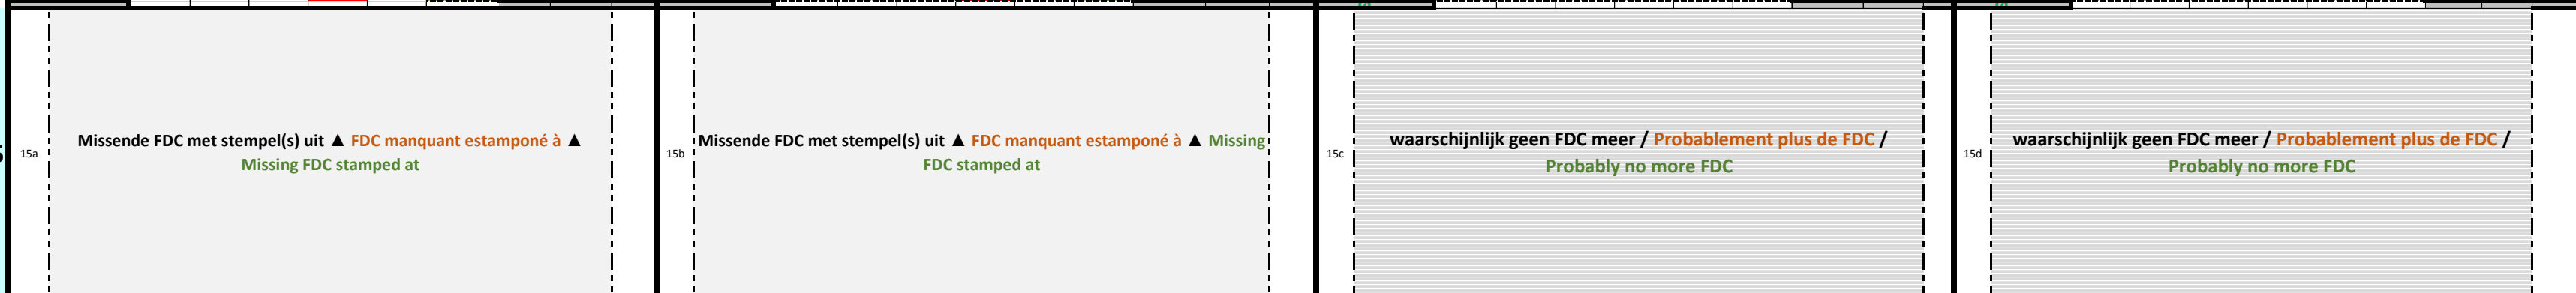 15a
Missende FDC met stempel(s) uit ▲ FDC manquant estamponé à ▲
Missing FDC stamped at
15b
Missende FDC met stempel(s) uit ▲ FDC manquant estamponé à ▲ Missing
FDC stamped at
15c
waarschijnlijk geen FDC meer / Probablement plus de FDC /
Probably no more FDC
15d
waarschijnlijk geen FDC meer / Probablement plus de FDC /
Probably no more FDC